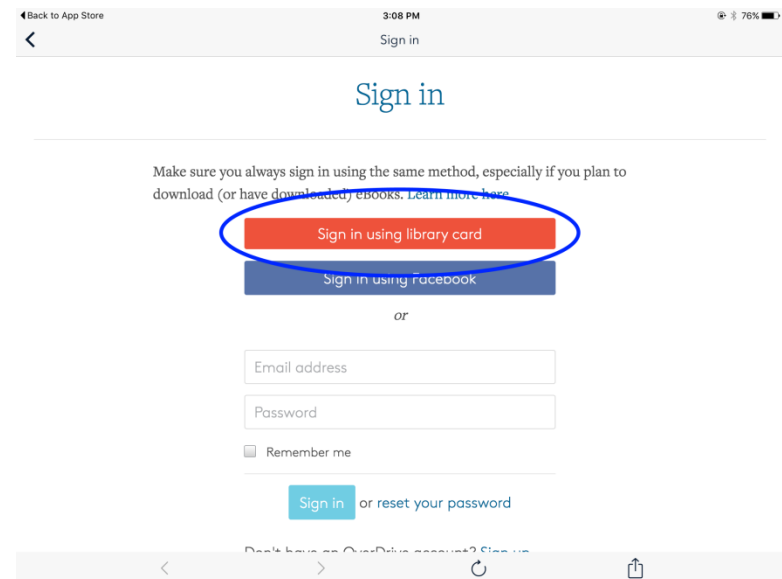 Back to App Store 3:08 PM 76%
Sign in
Sign in
Make sure you always sign in using the same method, especially if you plan to
download (or have downloaded) eBooks. Learn more here
Sign in using library card
Sign in using Facebook
or
Email address
Password
Remember me
Sign in or reset your password
Don't have an OverDrive account? Sign up